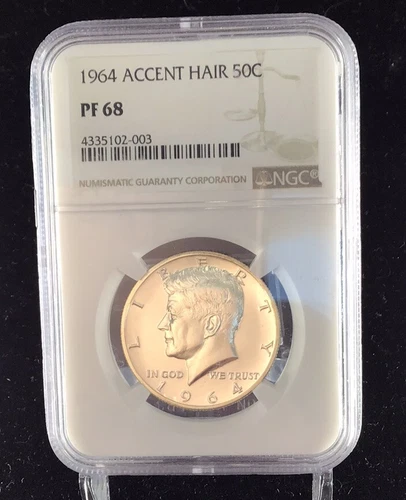 1964 ACCENT HAIR 50C
PF 68
4335102-003
NUMISMATIC GUARANTY CORPORATION
NGC®
LIBERTY
IN GOD WE TRUST
1964